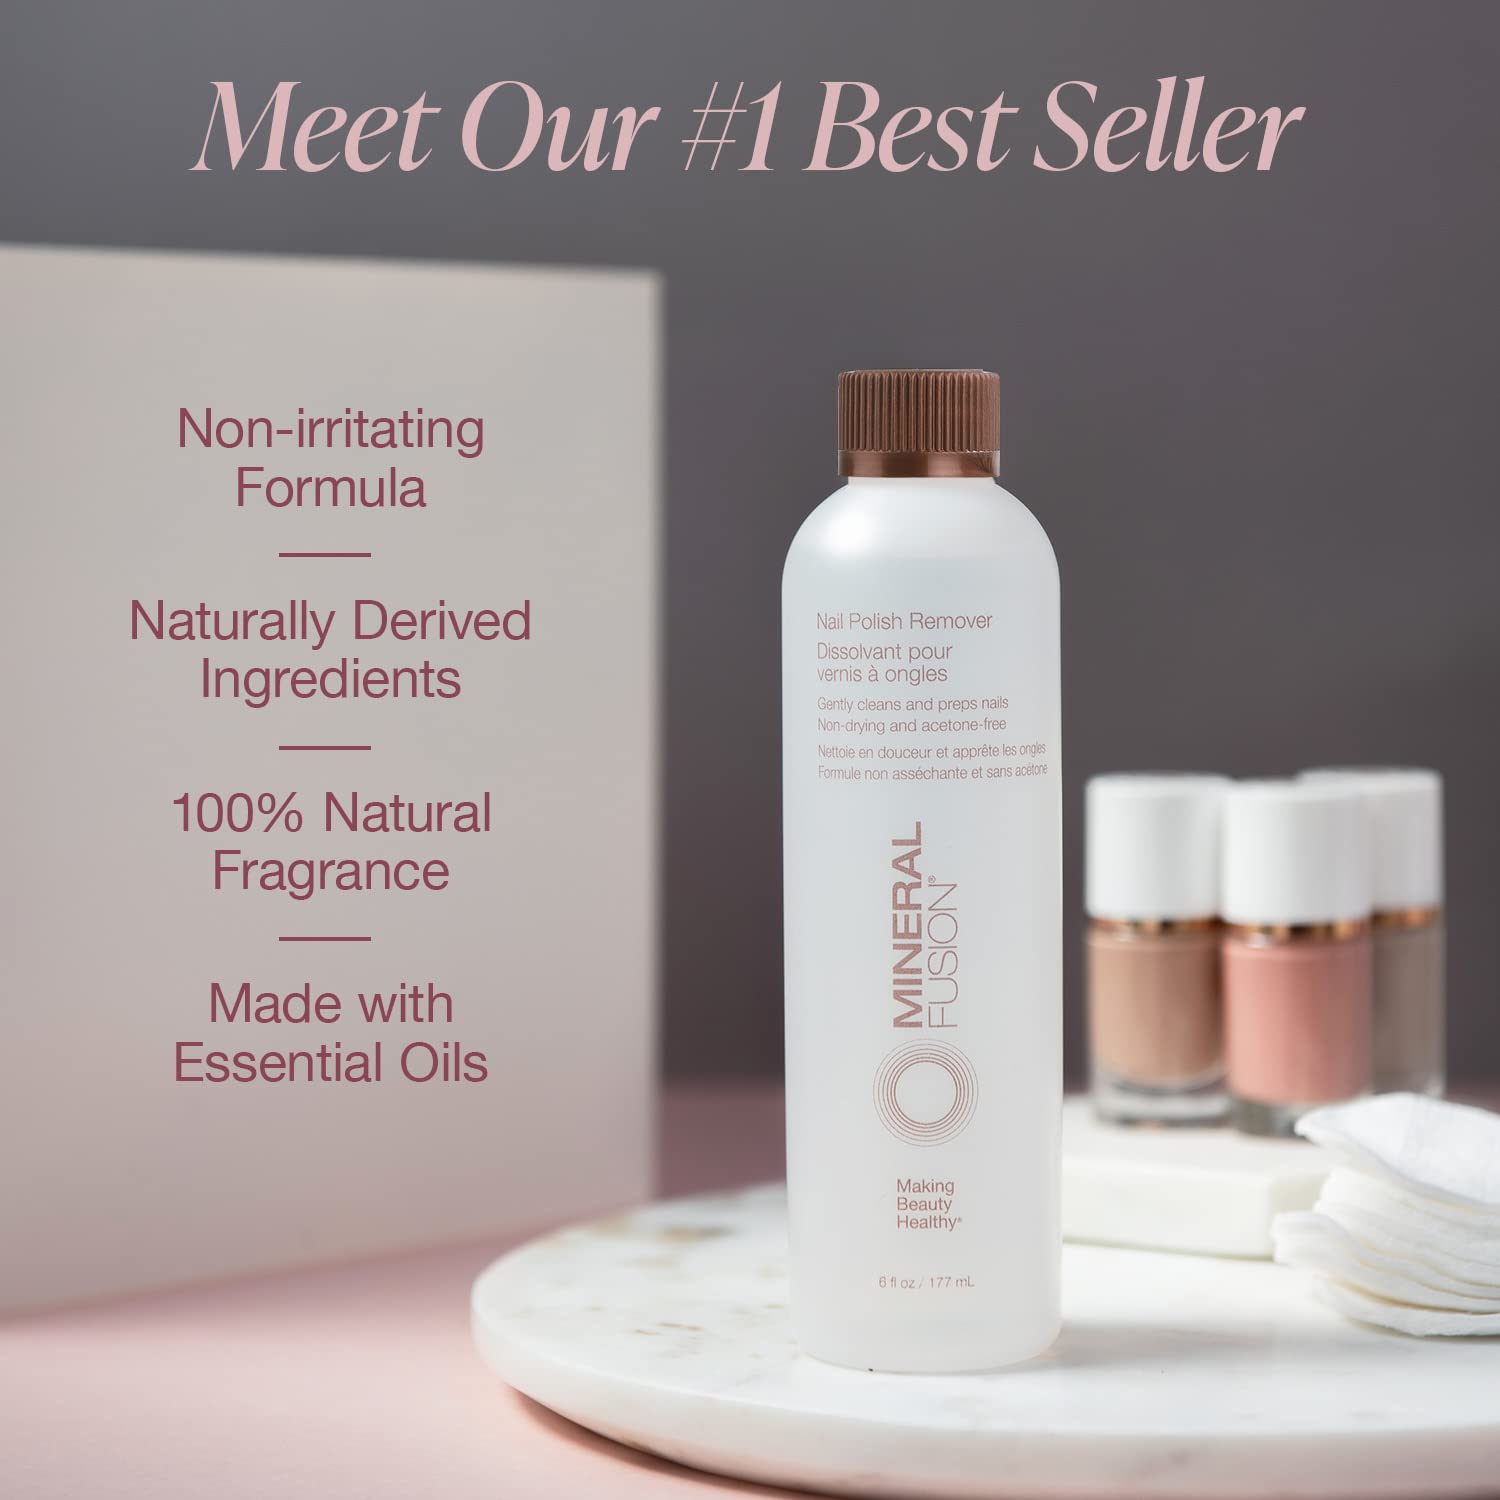 Meet Our #1 Best Seller
Non-irritating
Formula
Naturally Derived
Ingredients
100% Natural
Fragrance
Made with
Essential Oils
Nail Polish Remover
Dissolvant pour
vernis à ongles
Gently cleans and preps nails
Non-drying and acetone-free
Nettoie en douceur et apprête les ongles
Formule non asséchante et sans acétone
MINERAL
FUSION®
Making
Beauty
Healthy®
6 fl oz / 177 mL